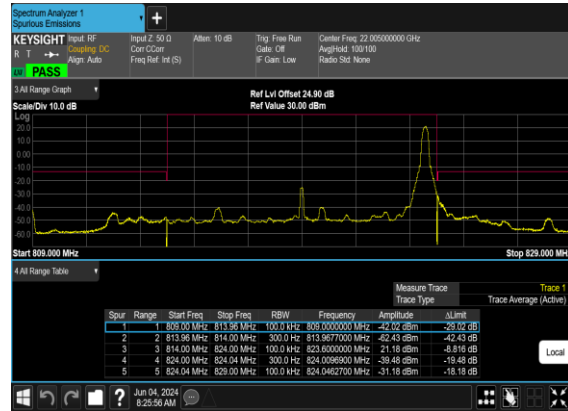 Spectrum Analyzer 1
Spurious Emissions
+
KEYSIGHT Input: RF Input Z: 50 Ω Atten: 10 dB Trig: Free Run Center Freq: 22.005000000 GHz
R T Coupling: DC Corr CCorr Gate: Off Avg|Hold: 100/100
Align: Auto Freq Ref: Int (S) IF Gain: Low Radio Std: None
LW PASS
3 All Range Graph
Ref Lvl Offset 24.90 dB
Scale/Div 10.0 dB Ref Value 30.00 dBm
Log
20.0
10.0
0.00
-10.0
-20.0
-30.0
-40.0
-50.0
-60.0
Start 809.000 MHz Stop 829.000 MHz
4 All Range Table
Measure Trace Trace 1
Trace Type Trace Average (Active)
Spur Range Start Freq Stop Freq RBW Frequency Amplitude ΔLimit
1 1 809.00 MHz 813.96 MHz 100.0 kHz 809.0000000 MHz -42.02 dBm -29.02 dB
2 2 813.96 MHz 814.00 MHz 300.0 Hz 813.9677000 MHz -62.43 dBm -42.43 dB
3 3 814.00 MHz 824.00 MHz 100.0 kHz 823.6000000 MHz 21.18 dBm -8.816 dB
4 4 824.00 MHz 824.04 MHz 300.0 Hz 824.0096900 MHz -39.48 dBm -19.48 dB
5 5 824.04 MHz 829.00 MHz 100.0 kHz 824.0462700 MHz -31.18 dBm -18.18 dB
Local
?
Jun 04, 2024
8:25:56 AM